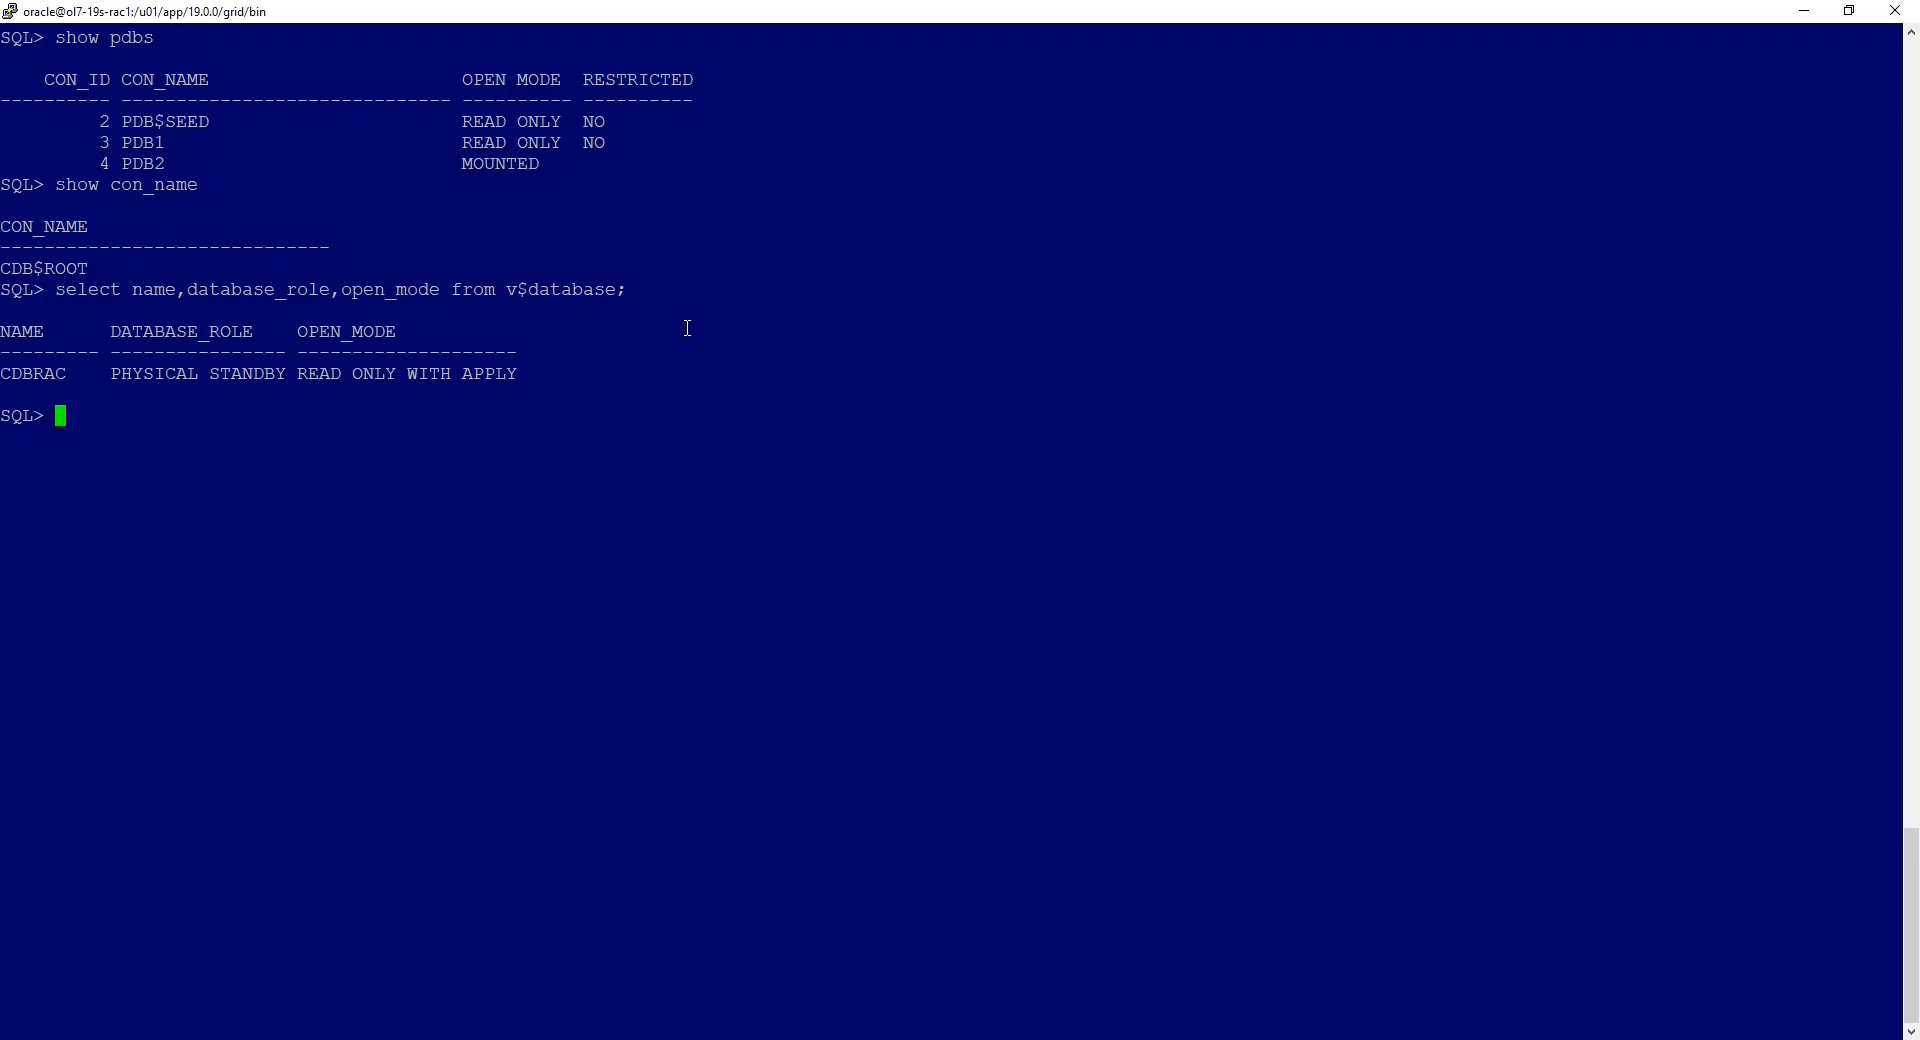 oracle@ol7-19s-rac1:/u01/app/19.0.0/grid/bin
SQL> show pdbs
    CON_ID CON_NAME                       OPEN MODE  RESTRICTED
---------- ------------------------------ ---------- ----------
         2 PDB$SEED                       READ ONLY  NO
         3 PDB1                           READ ONLY  NO
         4 PDB2                           MOUNTED
SQL> show con_name
CON_NAME
------------------------------
CDB$ROOT
SQL> select name,database_role,open_mode from v$database;
NAME      DATABASE_ROLE    OPEN_MODE
--------- ---------------- --------------------
CDBRAC    PHYSICAL STANDBY READ ONLY WITH APPLY
SQL>